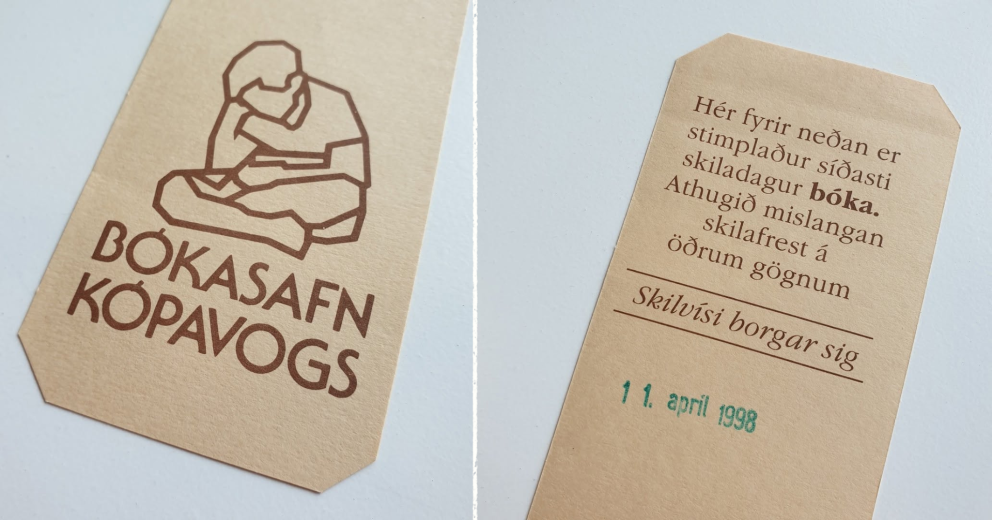 BÓKASAFN
KÓPAVOGS
Hér fyrir neðan er
stimplaður síðasti
skiladagur bóka.
Athugið mislangan
skilafrest á
öðrum gögnum
Skilvísi borgar sig
1 1. apríl 1998